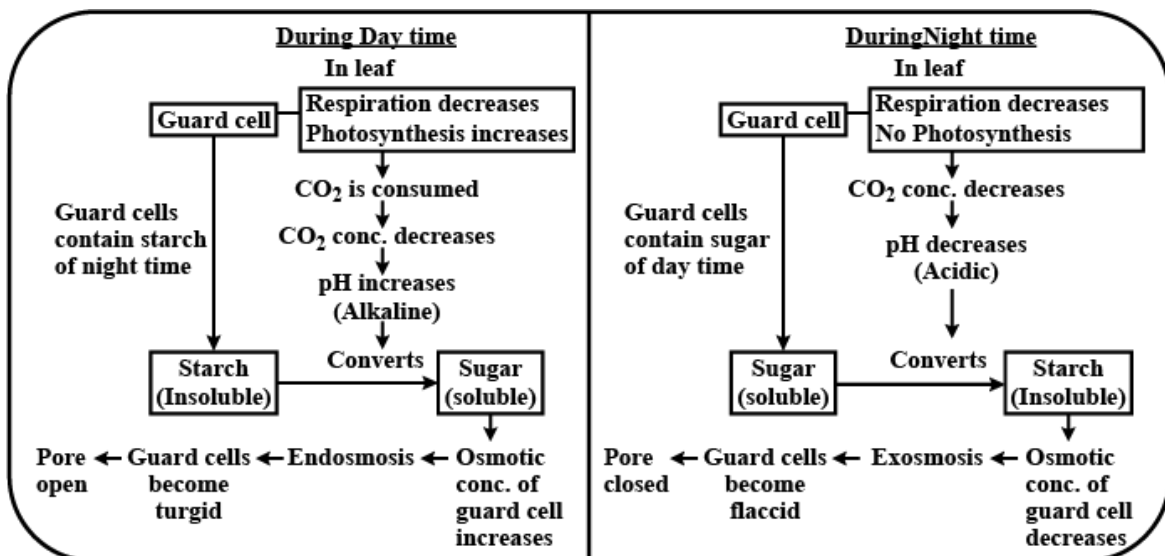 During Day time
In leaf
Guard cell
Respiration decreases
Photosynthesis increases
CO2 is consumed
Guard cells
contain starch
of night time
CO2 conc. decreases
pH increases
(Alkaline)
Converts
Starch
(Insoluble)
Sugar
(soluble)
Pore
open
Guard cells
become
turgid
Endosmosis
Osmotic
conc. of
guard cell
increases
DuringNight time
In leaf
Guard cell
Respiration decreases
No Photosynthesis
CO2 conc. decreases
Guard cells
contain sugar
of day time
pH decreases
(Acidic)
Converts
Sugar
(soluble)
Starch
(Insoluble)
Pore
closed
Guard cells
become
flaccid
Exosmosis
Osmotic
conc. of
guard cell
decreases